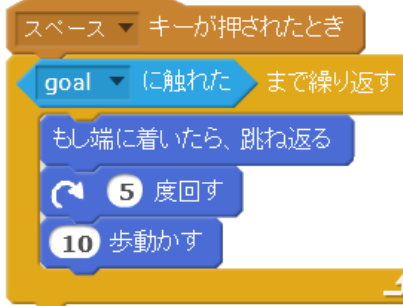 スペース キーが押されたとき
goal に触れた まで繰り返す
もし端に着いたら、跳ね返る
5 度回す
10 歩動かす